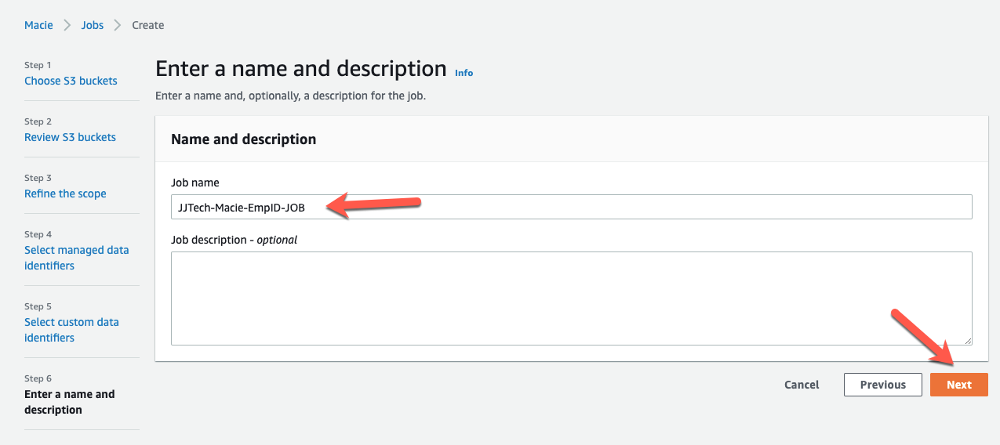 Macie > Jobs > Create
Step 1
Choose S3 buckets
Step 2
Review S3 buckets
Step 3
Refine the scope
Step 4
Select managed data
identifiers
Step 5
Select custom data
identifiers
Step 6
Enter a name and
description
Enter a name and description Info
Enter a name and, optionally, a description for the job.
Name and description
Job name
JJTech-Macie-EmpID-JOB
Job description - optional
Cancel Previous Next